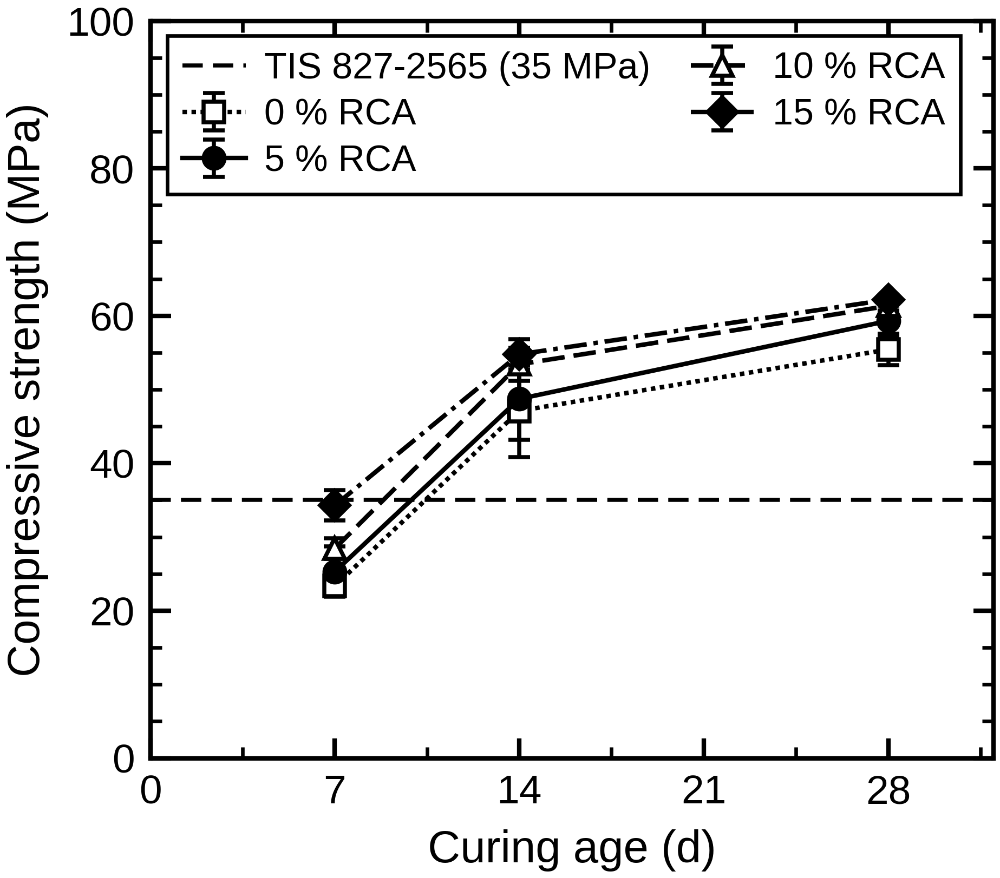 100
80
60
40
20
0
Compressive strength (MPa)
TIS 827-2565 (35 MPa)
0 % RCA
5 % RCA
10 % RCA
15 % RCA
0 7 14 21 28
Curing age (d)